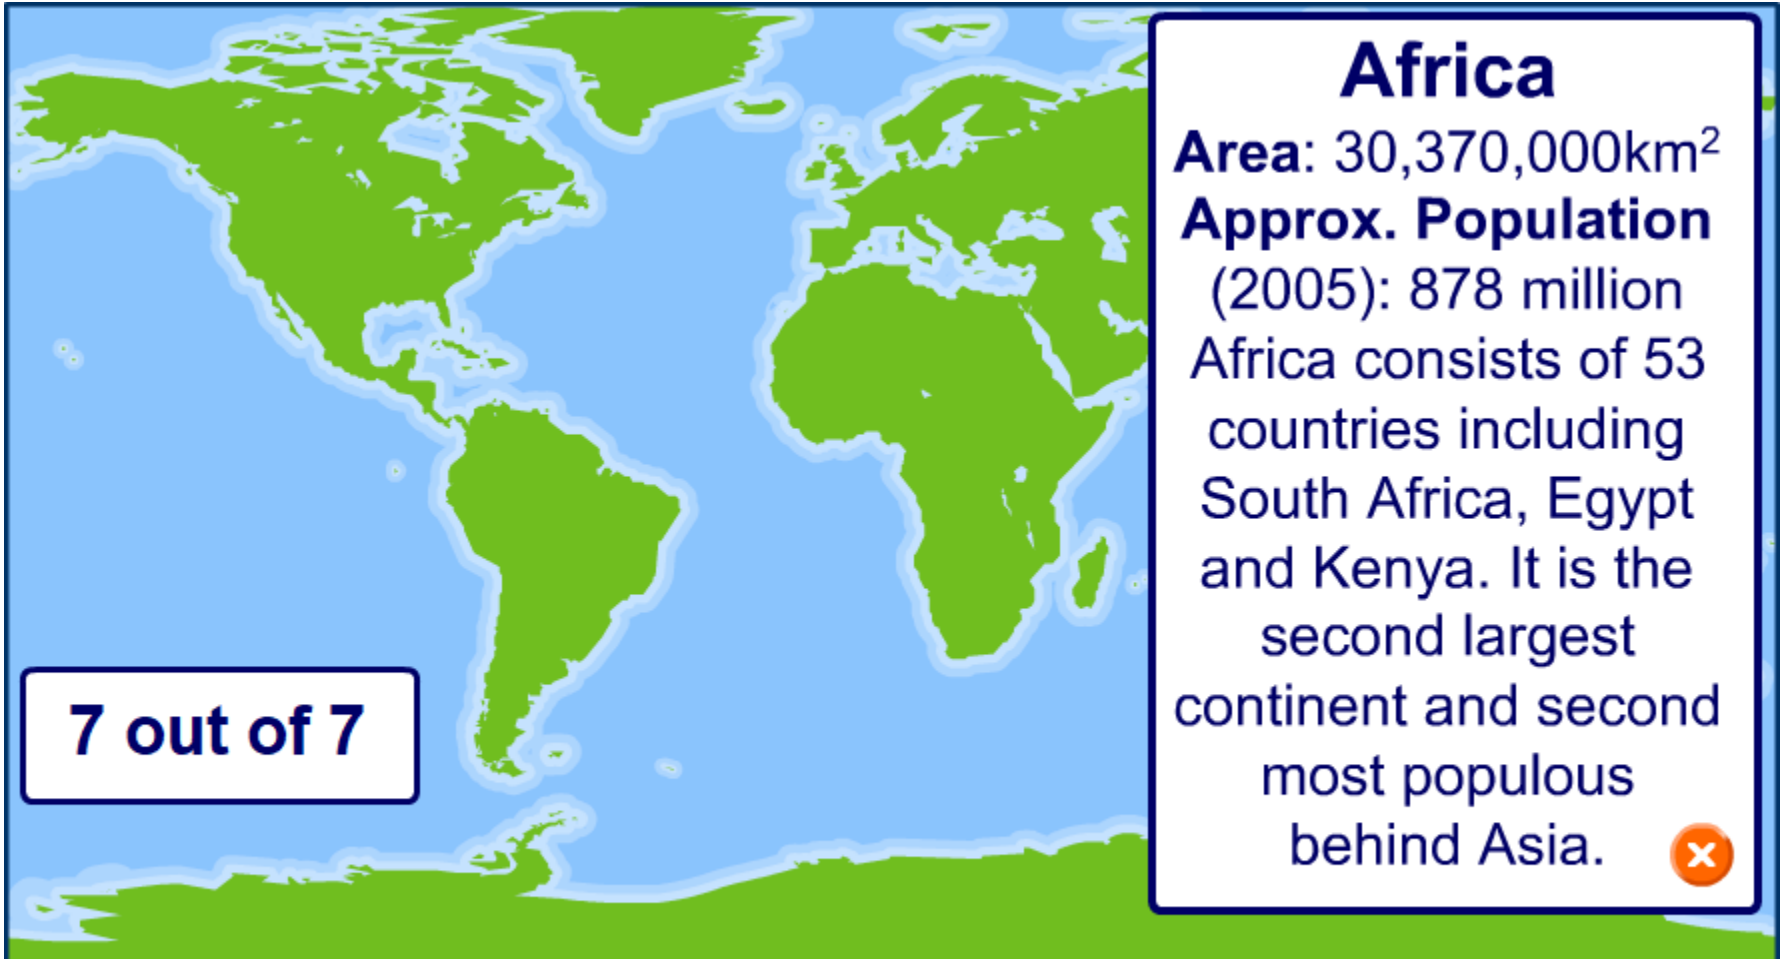 Africa
Area: 30,370,000km²
Approx. Population
(2005): 878 million
Africa consists of 53
countries including
South Africa, Egypt
and Kenya. It is the
second largest
continent and second
most populous
behind Asia.
7 out of 7